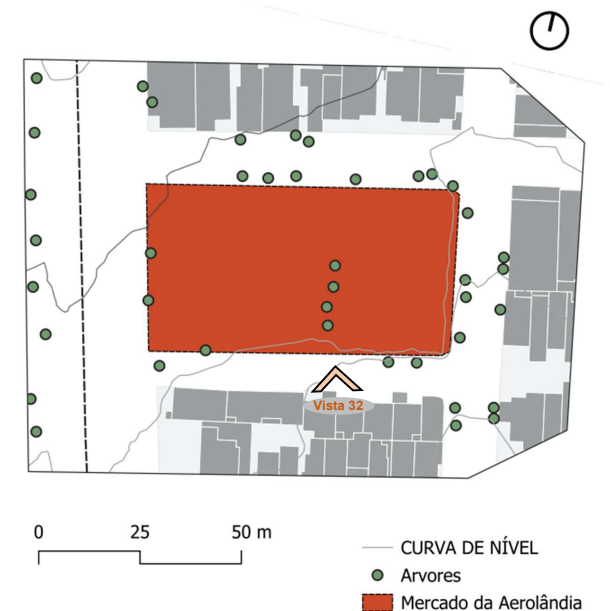 Vista 32
0 25 50 m
CURVA DE NÍVEL
Arvores
Mercado da Aerolândia